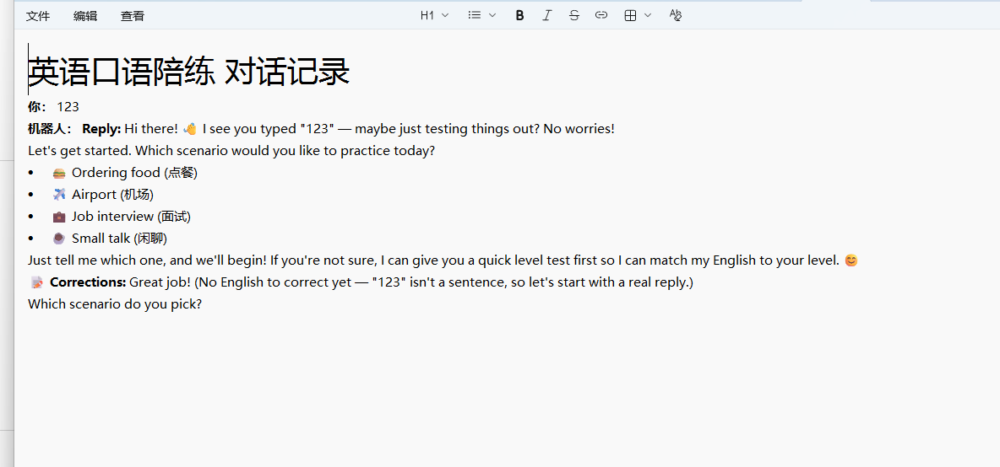 文件 编辑 查看 H1 B I S A
英语口语陪练 对话记录
你： 123
机器人： Reply: Hi there! 👋 I see you typed "123" — maybe just testing things out? No worries!
Let's get started. Which scenario would you like to practice today?
• 🍔 Ordering food (点餐)
• ✈️ Airport (机场)
• 💼 Job interview (面试)
• ☕ Small talk (闲聊)
Just tell me which one, and we'll begin! If you're not sure, I can give you a quick level test first so I can match my English to your level. 😊
📝 Corrections: Great job! (No English to correct yet — "123" isn't a sentence, so let's start with a real reply.)
Which scenario do you pick?